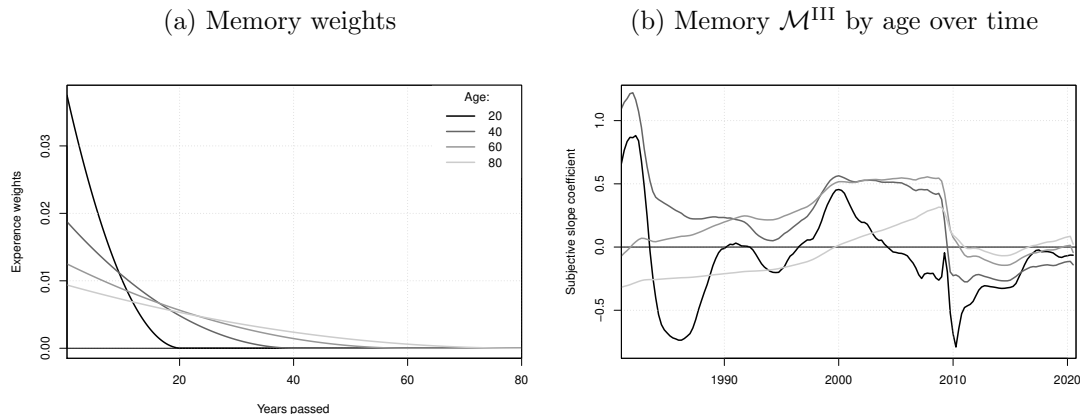 (a) Memory weights
(b) Memory 𝓜^III by age over time
Age:
20
40
60
80
0.03
0.02
0.01
0.00
Experence weights
20 40 60 80
Years passed
1.0
0.5
0.0
−0.5
Subjective slope coefficient
1990 2000 2010 2020